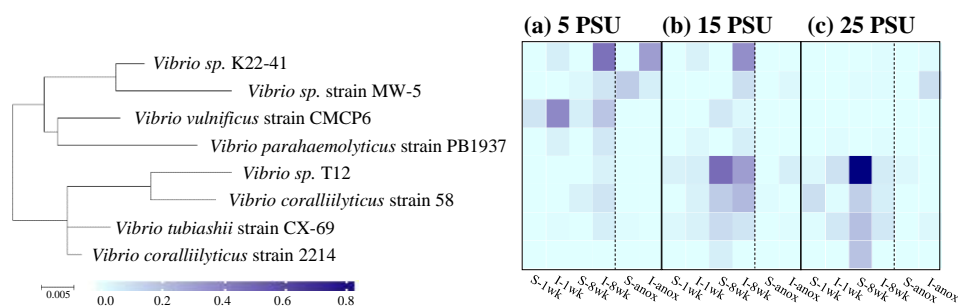 (a) 5 PSU (b) 15 PSU (c) 25 PSU
Vibrio sp. K22-41
Vibrio sp. strain MW-5
Vibrio vulnificus strain CMCP6
Vibrio parahaemolyticus strain PB1937
Vibrio sp. T12
Vibrio coralliilyticus strain 58
Vibrio tubiashii strain CX-69
Vibrio coralliilyticus strain 2214
0.005
0.0 0.2 0.4 0.6 0.8
S-1wk I-1wk S-8wk I-8wk S-anox I-anox S-1wk I-1wk S-8wk I-8wk S-anox I-anox S-1wk I-1wk S-8wk I-8wk S-anox I-anox